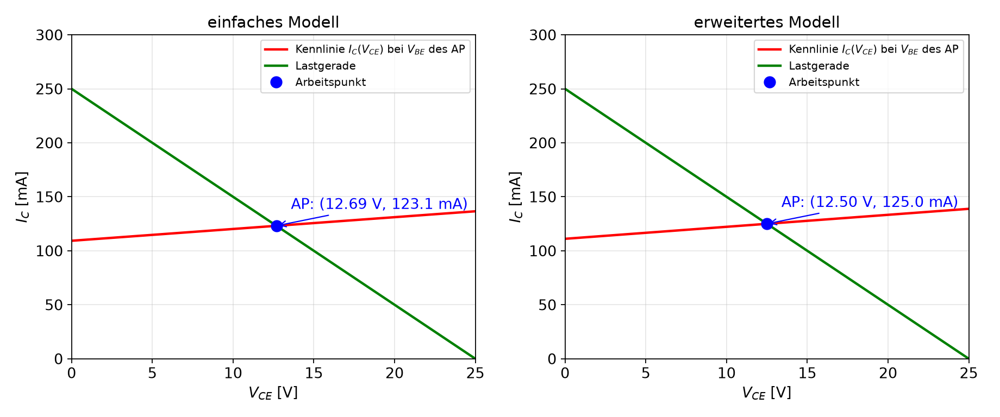 einfaches Modell
300
250
200
150
100
50
0
I_C [mA]
Kennlinie I_C(V_CE) bei V_BE des AP
Lastgerade
Arbeitspunkt
AP: (12.69 V, 123.1 mA)
0 5 10 15 20 25
V_CE [V]
erweitertes Modell
300
250
200
150
100
50
0
I_C [mA]
Kennlinie I_C(V_CE) bei V_BE des AP
Lastgerade
Arbeitspunkt
AP: (12.50 V, 125.0 mA)
0 5 10 15 20 25
V_CE [V]